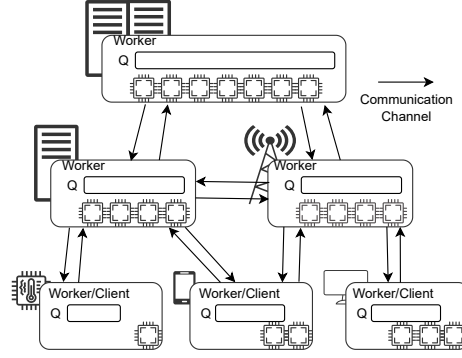 Worker
Q
Communication
Channel
Worker
Q
Worker
Q
Worker/Client
Q
Worker/Client
Q
Worker/Client
Q